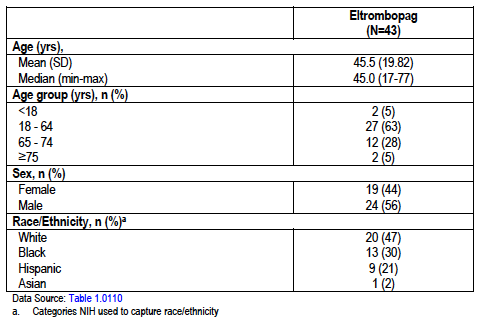 Eltrombopag
(N=43)
Age (yrs),
Mean (SD) 45.5 (19.82)
Median (min-max) 45.0 (17-77)
Age group (yrs), n (%)
<18 2 (5)
18 - 64 27 (63)
65 - 74 12 (28)
≥75 2 (5)
Sex, n (%)
Female 19 (44)
Male 24 (56)
Race/Ethnicity, n (%)a
White 20 (47)
Black 13 (30)
Hispanic 9 (21)
Asian 1 (2)
Data Source: Table 1.0110
a. Categories NIH used to capture race/ethnicity